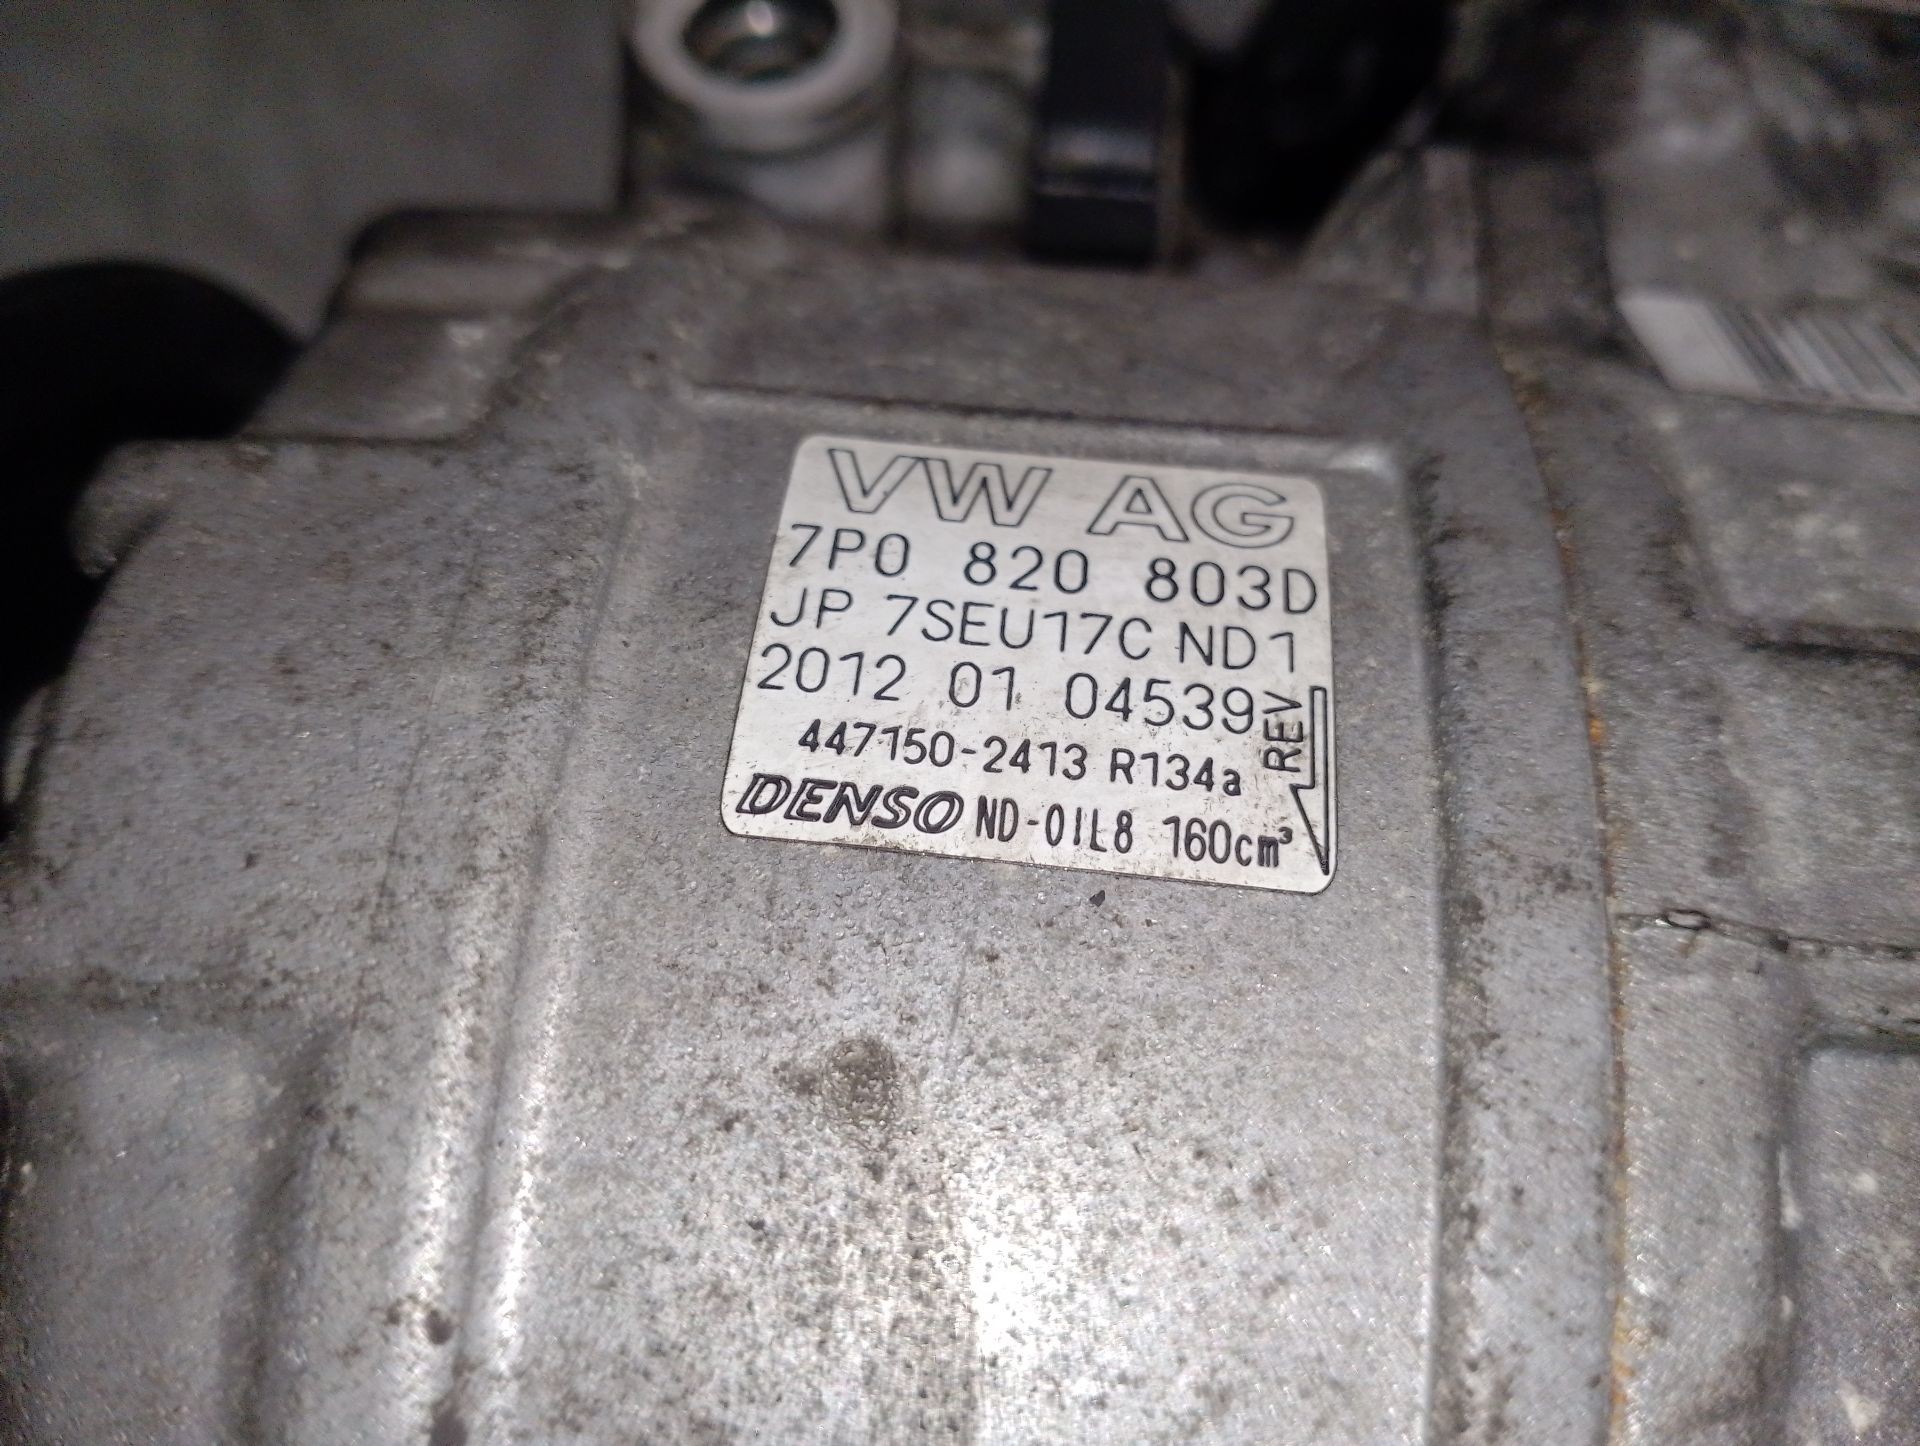 VW AG
7P0 820 803D
JP 7SEU17C ND1
2012 01 04539
REV
447150-2413 R134a
DENSO ND-OIL8 160cm³